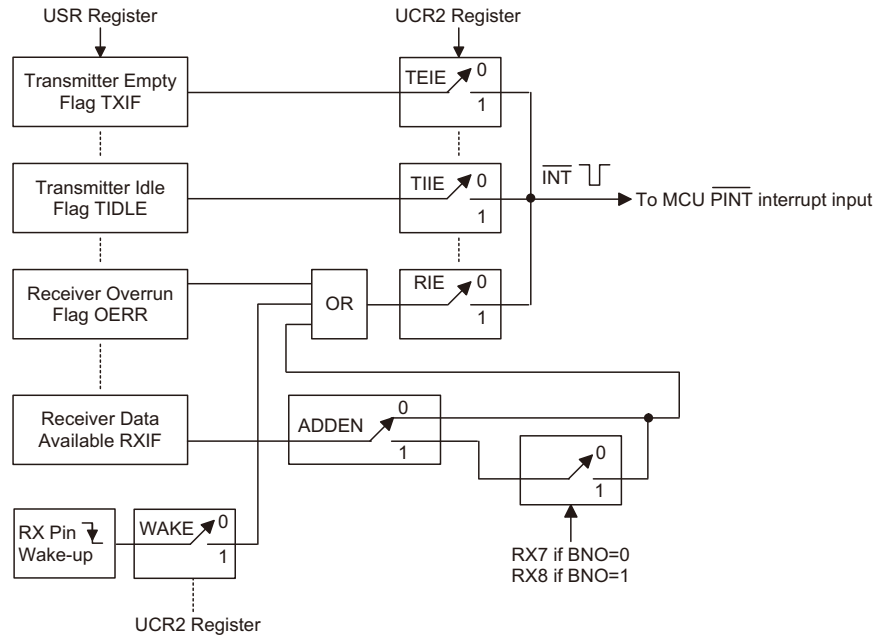 USR Register
UCR2 Register
Transmitter Empty
Flag TXIF
TEIE
0
1
Transmitter Idle
Flag TIDLE
TIIE
0
1
INT
To MCU PINT interrupt input
Receiver Overrun
Flag OERR
OR
RIE
0
1
Receiver Data
Available RXIF
ADDEN
0
1
0
1
RX Pin
Wake-up
WAKE
0
1
RX7 if BNO=0
RX8 if BNO=1
UCR2 Register